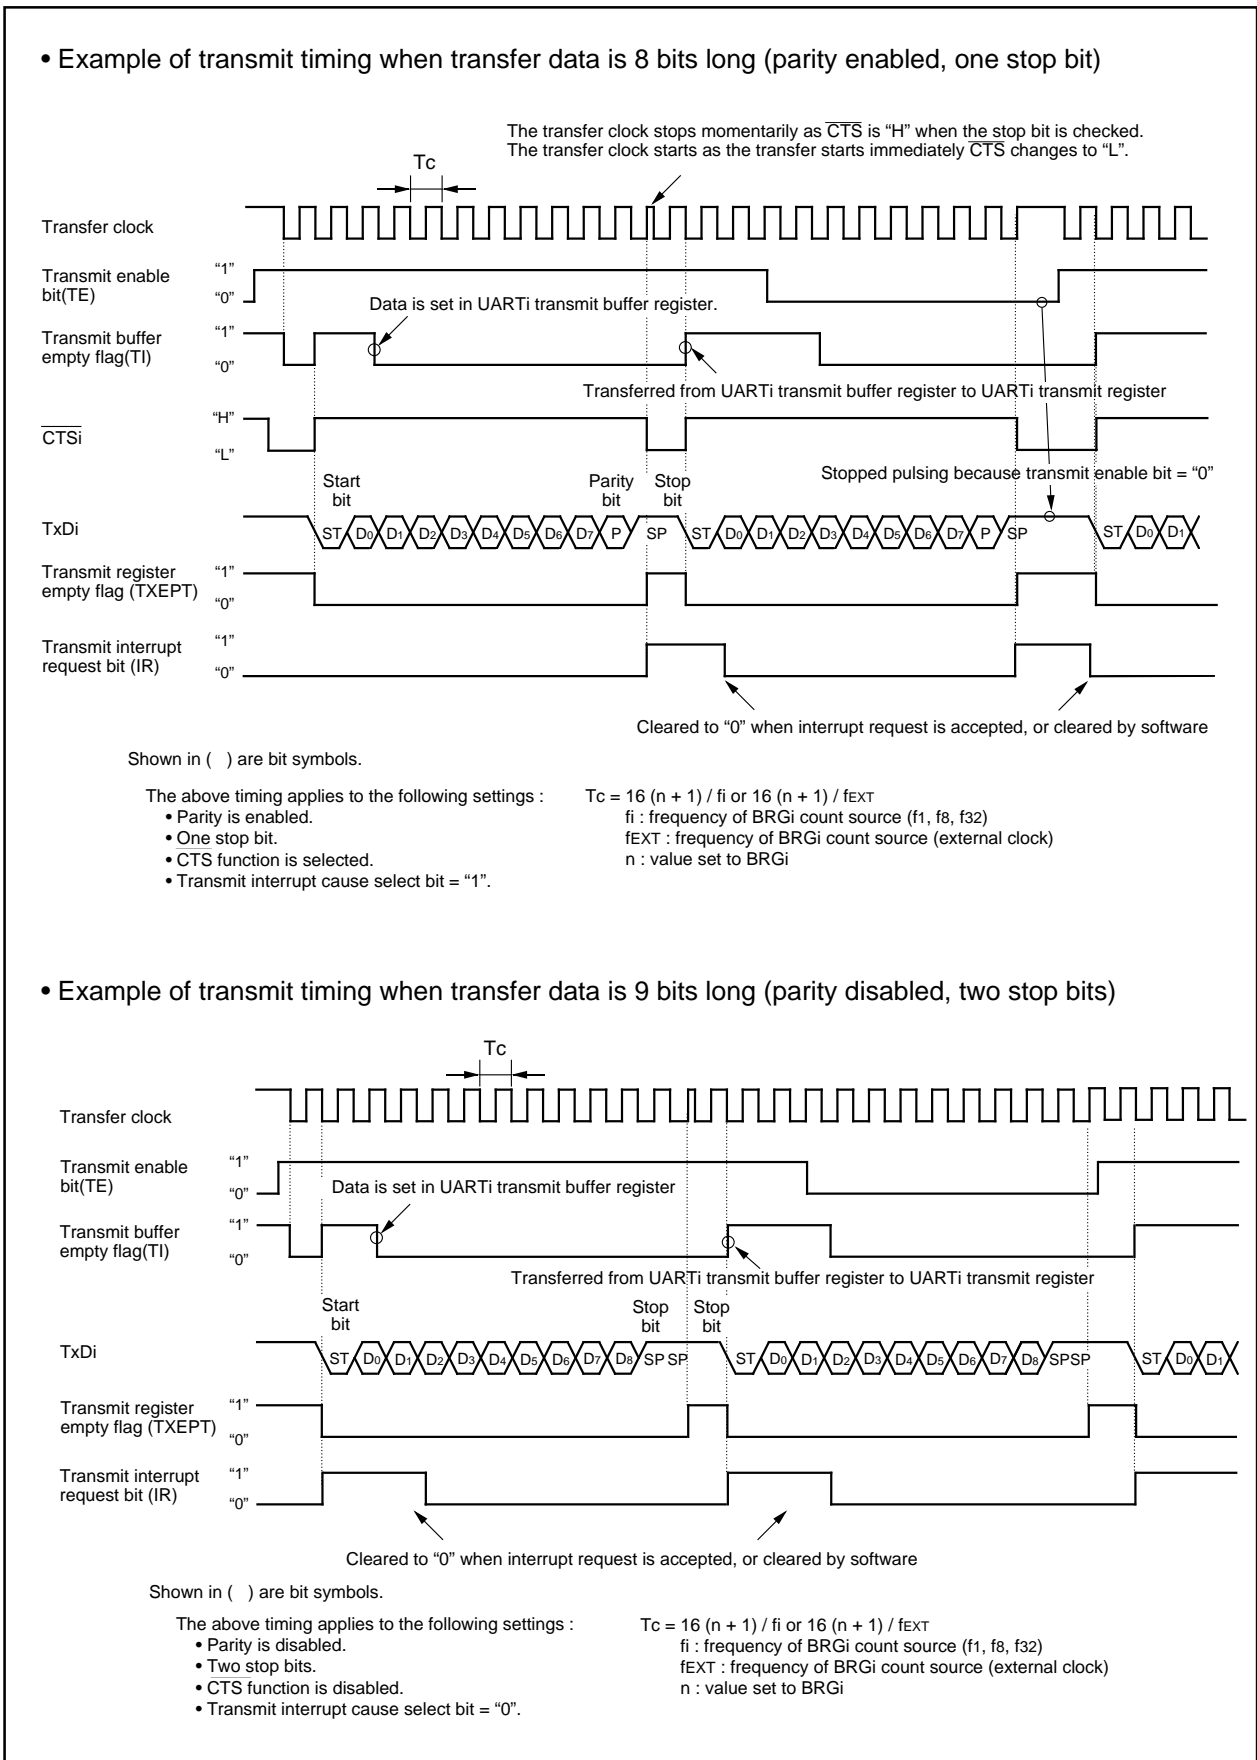 • Example of transmit timing when transfer data is 8 bits long (parity enabled, one stop bit)
The transfer clock stops momentarily as CTS is “H” when the stop bit is checked.
The transfer clock starts as the transfer starts immediately CTS changes to “L”.
Tc
Transfer clock
Transmit enable
bit(TE)
“1”
“0”
Data is set in UARTi transmit buffer register.
Transmit buffer
empty flag(TI)
“1”
“0”
Transferred from UARTi transmit buffer register to UARTi transmit register
CTSi
“H”
“L”
Stopped pulsing because transmit enable bit = “0”
Start
bit
Parity
bit
Stop
bit
TxDi
ST D0 D1 D2 D3 D4 D5 D6 D7 P SP ST D0 D1 D2 D3 D4 D5 D6 D7 P SP ST D0 D1
Transmit register
empty flag (TXEPT)
“1”
“0”
Transmit interrupt
request bit (IR)
“1”
“0”
Cleared to “0” when interrupt request is accepted, or cleared by software
Shown in ( ) are bit symbols.
The above timing applies to the following settings :
• Parity is enabled.
• One stop bit.
• CTS function is selected.
• Transmit interrupt cause select bit = “1”.
Tc = 16 (n + 1) / fi or 16 (n + 1) / fEXT
fi : frequency of BRGi count source (f1, f8, f32)
fEXT : frequency of BRGi count source (external clock)
n : value set to BRGi
• Example of transmit timing when transfer data is 9 bits long (parity disabled, two stop bits)
Tc
Transfer clock
Transmit enable
bit(TE)
“1”
“0”
Data is set in UARTi transmit buffer register
Transmit buffer
empty flag(TI)
“1”
“0”
Transferred from UARTi transmit buffer register to UARTi transmit register
Start
bit
Stop
bit
Stop
bit
TxDi
ST D0 D1 D2 D3 D4 D5 D6 D7 D8 SP SP ST D0 D1 D2 D3 D4 D5 D6 D7 D8 SPSP ST D0 D1
Transmit register
empty flag (TXEPT)
“1”
“0”
Transmit interrupt
request bit (IR)
“1”
“0”
Cleared to “0” when interrupt request is accepted, or cleared by software
Shown in ( ) are bit symbols.
The above timing applies to the following settings :
• Parity is disabled.
• Two stop bits.
• CTS function is disabled.
• Transmit interrupt cause select bit = “0”.
Tc = 16 (n + 1) / fi or 16 (n + 1) / fEXT
fi : frequency of BRGi count source (f1, f8, f32)
fEXT : frequency of BRGi count source (external clock)
n : value set to BRGi